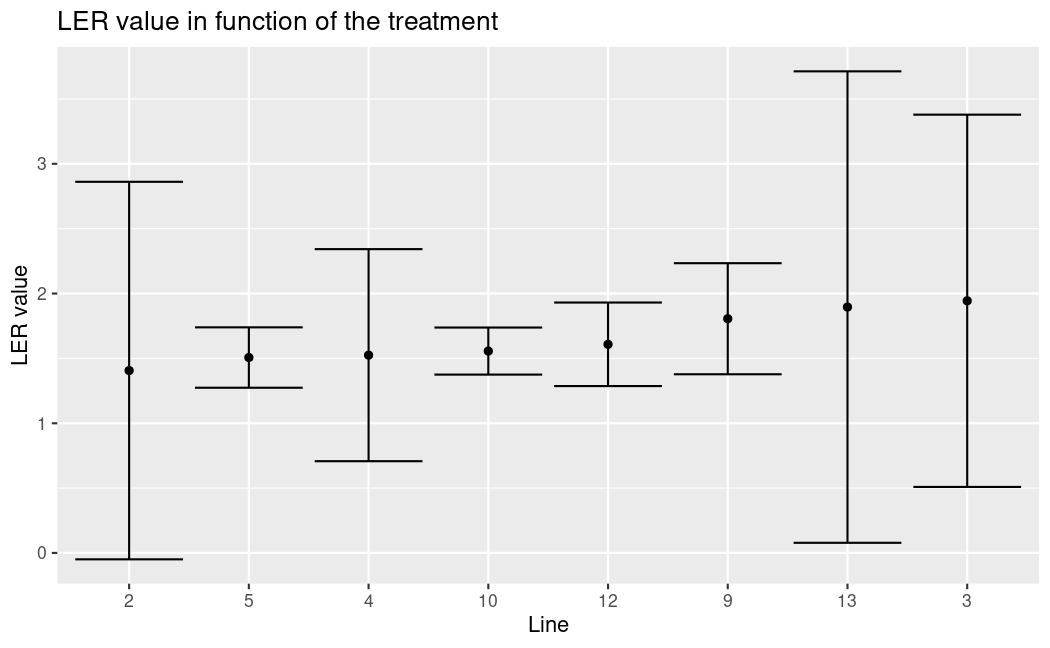 LER value in function of the treatment
3
2
1
0
LER value
2 5 4 10 12 9 13 3
Line